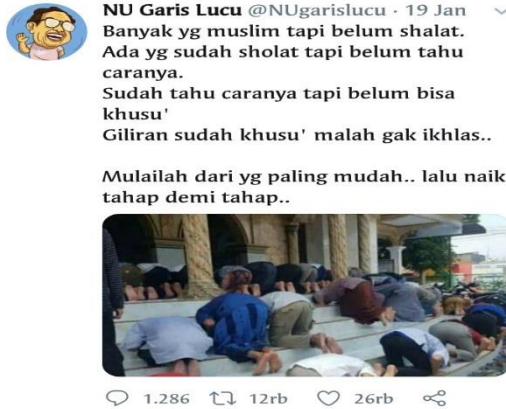 NU Garis Lucu @NUgarislucu · 19 Jan
Banyak yg muslim tapi belum shalat.
Ada yg sudah sholat tapi belum tahu
caranya.
Sudah tahu caranya tapi belum bisa
khusu'
Giliran sudah khusu' malah gak ikhlas..
Mulailah dari yg paling mudah.. lalu naik
tahap demi tahap..
1.286 12rb 26rb